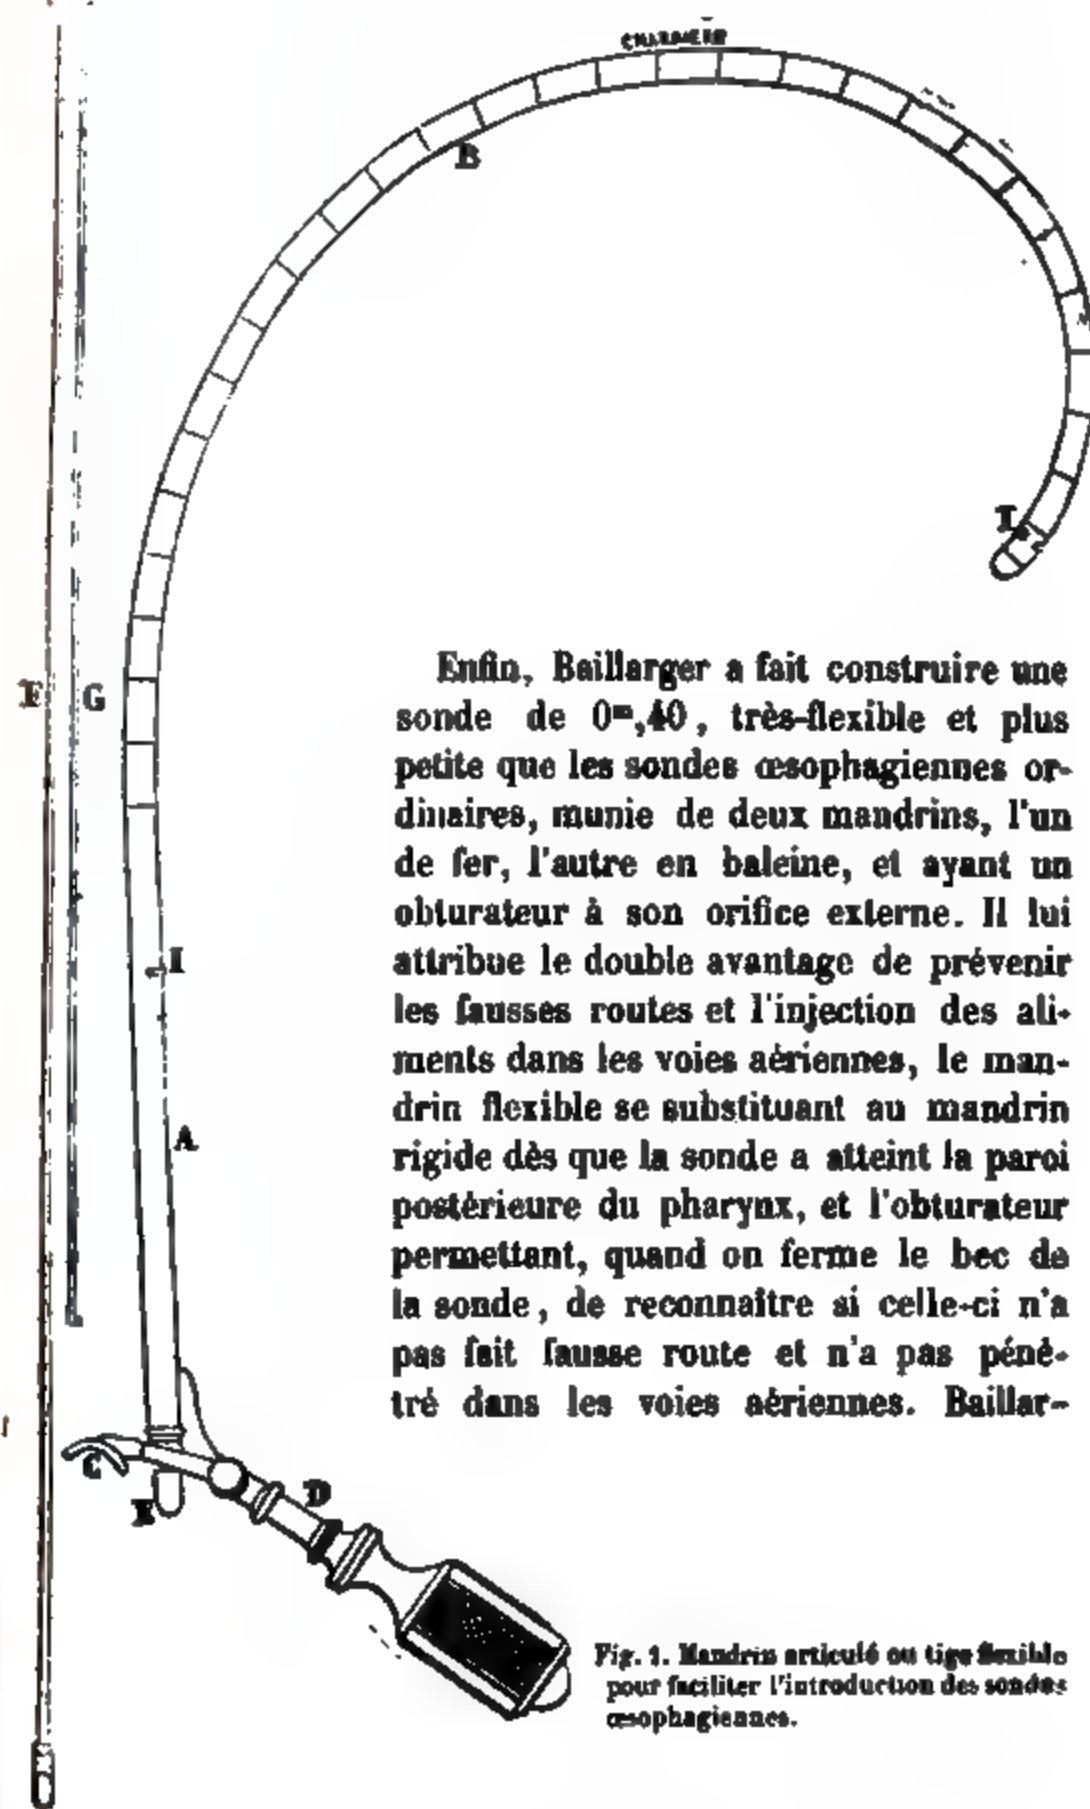 CHARRIÈRE
B
L
F
G
Enfin, Baillarger a fait construire une
sonde de 0ᵐ,40, très-flexible et plus
petite que les sondes œsophagiennes or-
dinaires, munie de deux mandrins, l'un
de fer, l'autre en baleine, et ayant un
obturateur à son orifice externe. Il lui
attribue le double avantage de prévenir
les fausses routes et l'injection des ali-
ments dans les voies aériennes, le man-
drin flexible se substituant au mandrin
rigide dès que la sonde a atteint la paroi
postérieure du pharynx, et l'obturateur
permettant, quand on ferme le bec de
la sonde, de reconnaître si celle-ci n'a
pas fait fausse route et n'a pas péné-
tré dans les voies aériennes. Baillar-
I
A
C
E
D
Fig. 1. Mandrin articulé ou tige flexible
pour faciliter l'introduction des sondes
œsophagiennes.